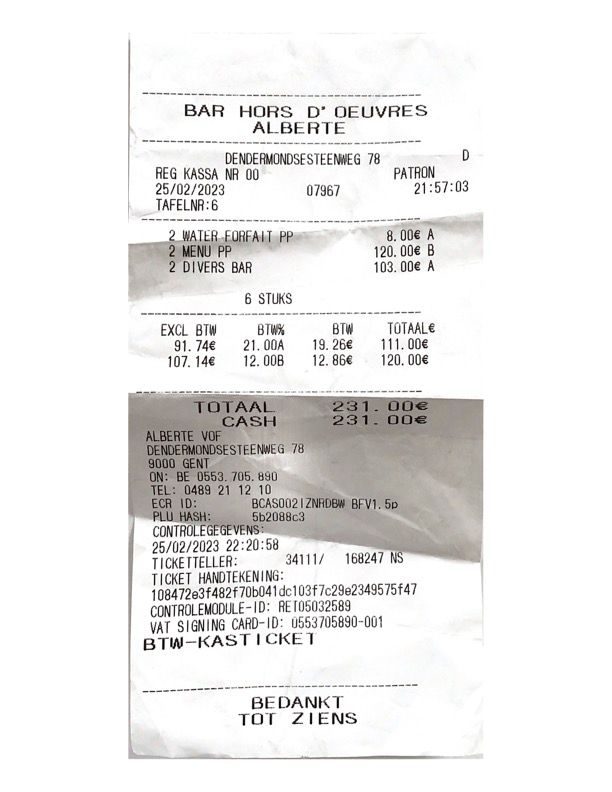 BAR HORS D'OEUVRES
ALBERTE
DENDERMONDSESTEENWEG 78 D
REG KASSA NR 00 PATRON
25/02/2023 07967 21:57:03
TAFELNR:6
2 WATER FORFAIT PP 8.00€ A
2 MENU PP 120.00€ B
2 DIVERS BAR 103.00€ A
6 STUKS
EXCL BTW BTW% BTW TOTAAL€
91.74€ 21.00A 19.26€ 111.00€
107.14€ 12.00B 12.86€ 120.00€
TOTAAL 231.00€
CASH 231.00€
ALBERTE VOF
DENDERMONDSESTEENWEG 78
9000 GENT
ON: BE 0553.705.890
TEL: 0489 21 12 10
ECR ID: BCAS002IZNRDBW BFV1.5p
PLU HASH: 5b2088c3
CONTROLEGEGEVENS:
25/02/2023 22:20:58
TICKETTELLER: 34111/ 168247 NS
TICKET HANDTEKENING:
108472e3f482f70b041dc103f7c29e2349575f47
CONTROLEMODULE-ID: RET05032589
VAT SIGNING CARD-ID: 0553705890-001
BTW-KASTICKET
BEDANKT
TOT ZIENS